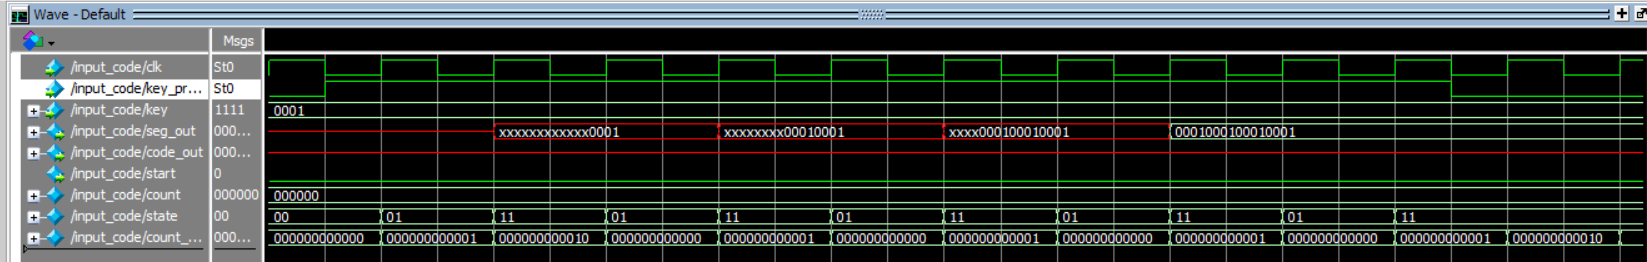 Wave - Default
Msgs
/input_code/clk St0
/input_code/key_pr... St0
/input_code/key 1111 0001
/input_code/seg_out 000... xxxxxxxxxxxx0001 xxxxxxxx00010001 xxxx000100010001 0001000100010001
/input_code/code_out 000...
/input_code/start 0
/input_code/count 000000 000000
/input_code/state 00 00 01 11 01 11 01 11 01 11 01 11
/input_code/count_... 000... 000000000000 000000000001 000000000010 000000000000 000000000001 000000000000 000000000001 000000000000 000000000001 000000000000 000000000001 000000000010